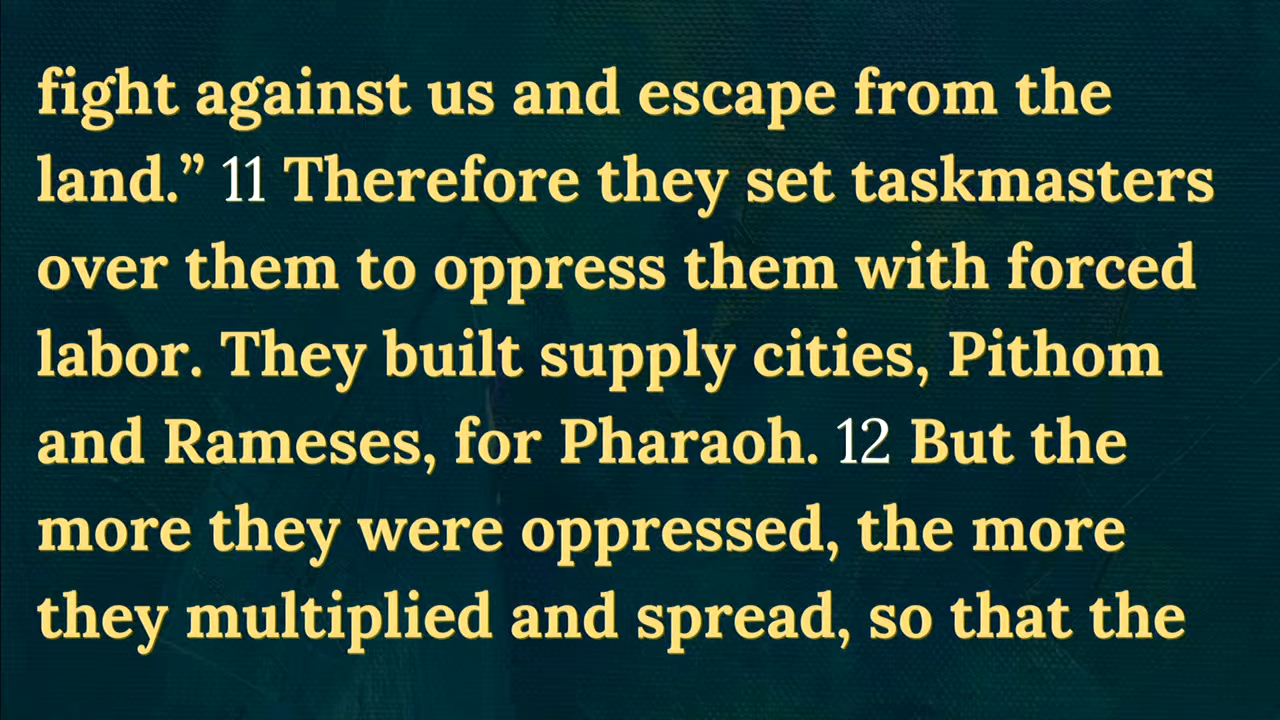 fight against us and escape from the
land.” 11 Therefore they set taskmasters
over them to oppress them with forced
labor. They built supply cities, Pithom
and Rameses, for Pharaoh. 12 But the
more they were oppressed, the more
they multiplied and spread, so that the